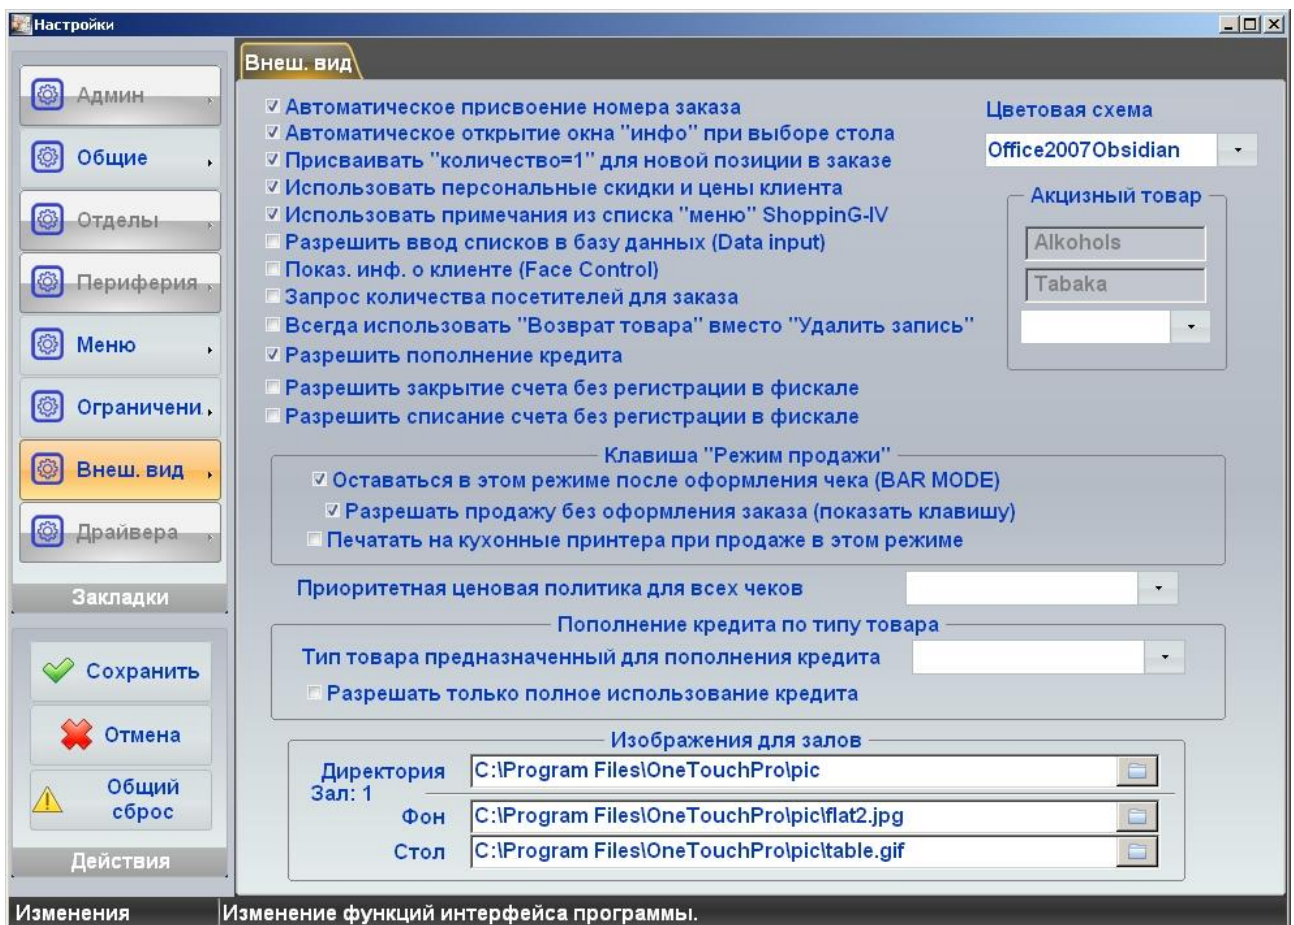 Настройки
Админ
Общие
Отделы
Периферия
Меню
Ограничени.
Внеш. вид
Драйвера
Закладки
Сохранить
Отмена
Общий
сброс
Действия
Внеш. вид
Автоматическое присвоение номера заказа
Автоматическое открытие окна "инфо" при выборе стола
Присваивать "количество=1" для новой позиции в заказе
Использовать персональные скидки и цены клиента
Использовать примечания из списка "меню" ShoppinG-IV
Разрешить ввод списков в базу данных (Data input)
Показ. инф. о клиенте (Face Control)
Запрос количества посетителей для заказа
Всегда использовать "Возврат товара" вместо "Удалить запись"
Разрешить пополнение кредита
Разрешить закрытие счета без регистрации в фискале
Разрешить списание счета без регистрации в фискале
Цветовая схема
Office2007Obsidian
Акцизный товар
Alkohols
Tabaka
Клавиша "Режим продажи"
Оставаться в этом режиме после оформления чека (BAR MODE)
Разрешать продажу без оформления заказа (показать клавишу)
Печатать на кухонные принтера при продаже в этом режиме
Приоритетная ценовая политика для всех чеков
Пополнение кредита по типу товара
Тип товара предназначенный для пополнения кредита
Разрешать только полное использование кредита
Изображения для залов
Директория C:\Program Files\OneTouchPro\pic
Зал: 1
Фон C:\Program Files\OneTouchPro\pic\flat2.jpg
Стол C:\Program Files\OneTouchPro\pic\table.gif
Изменения Изменение функций интерфейса программы.